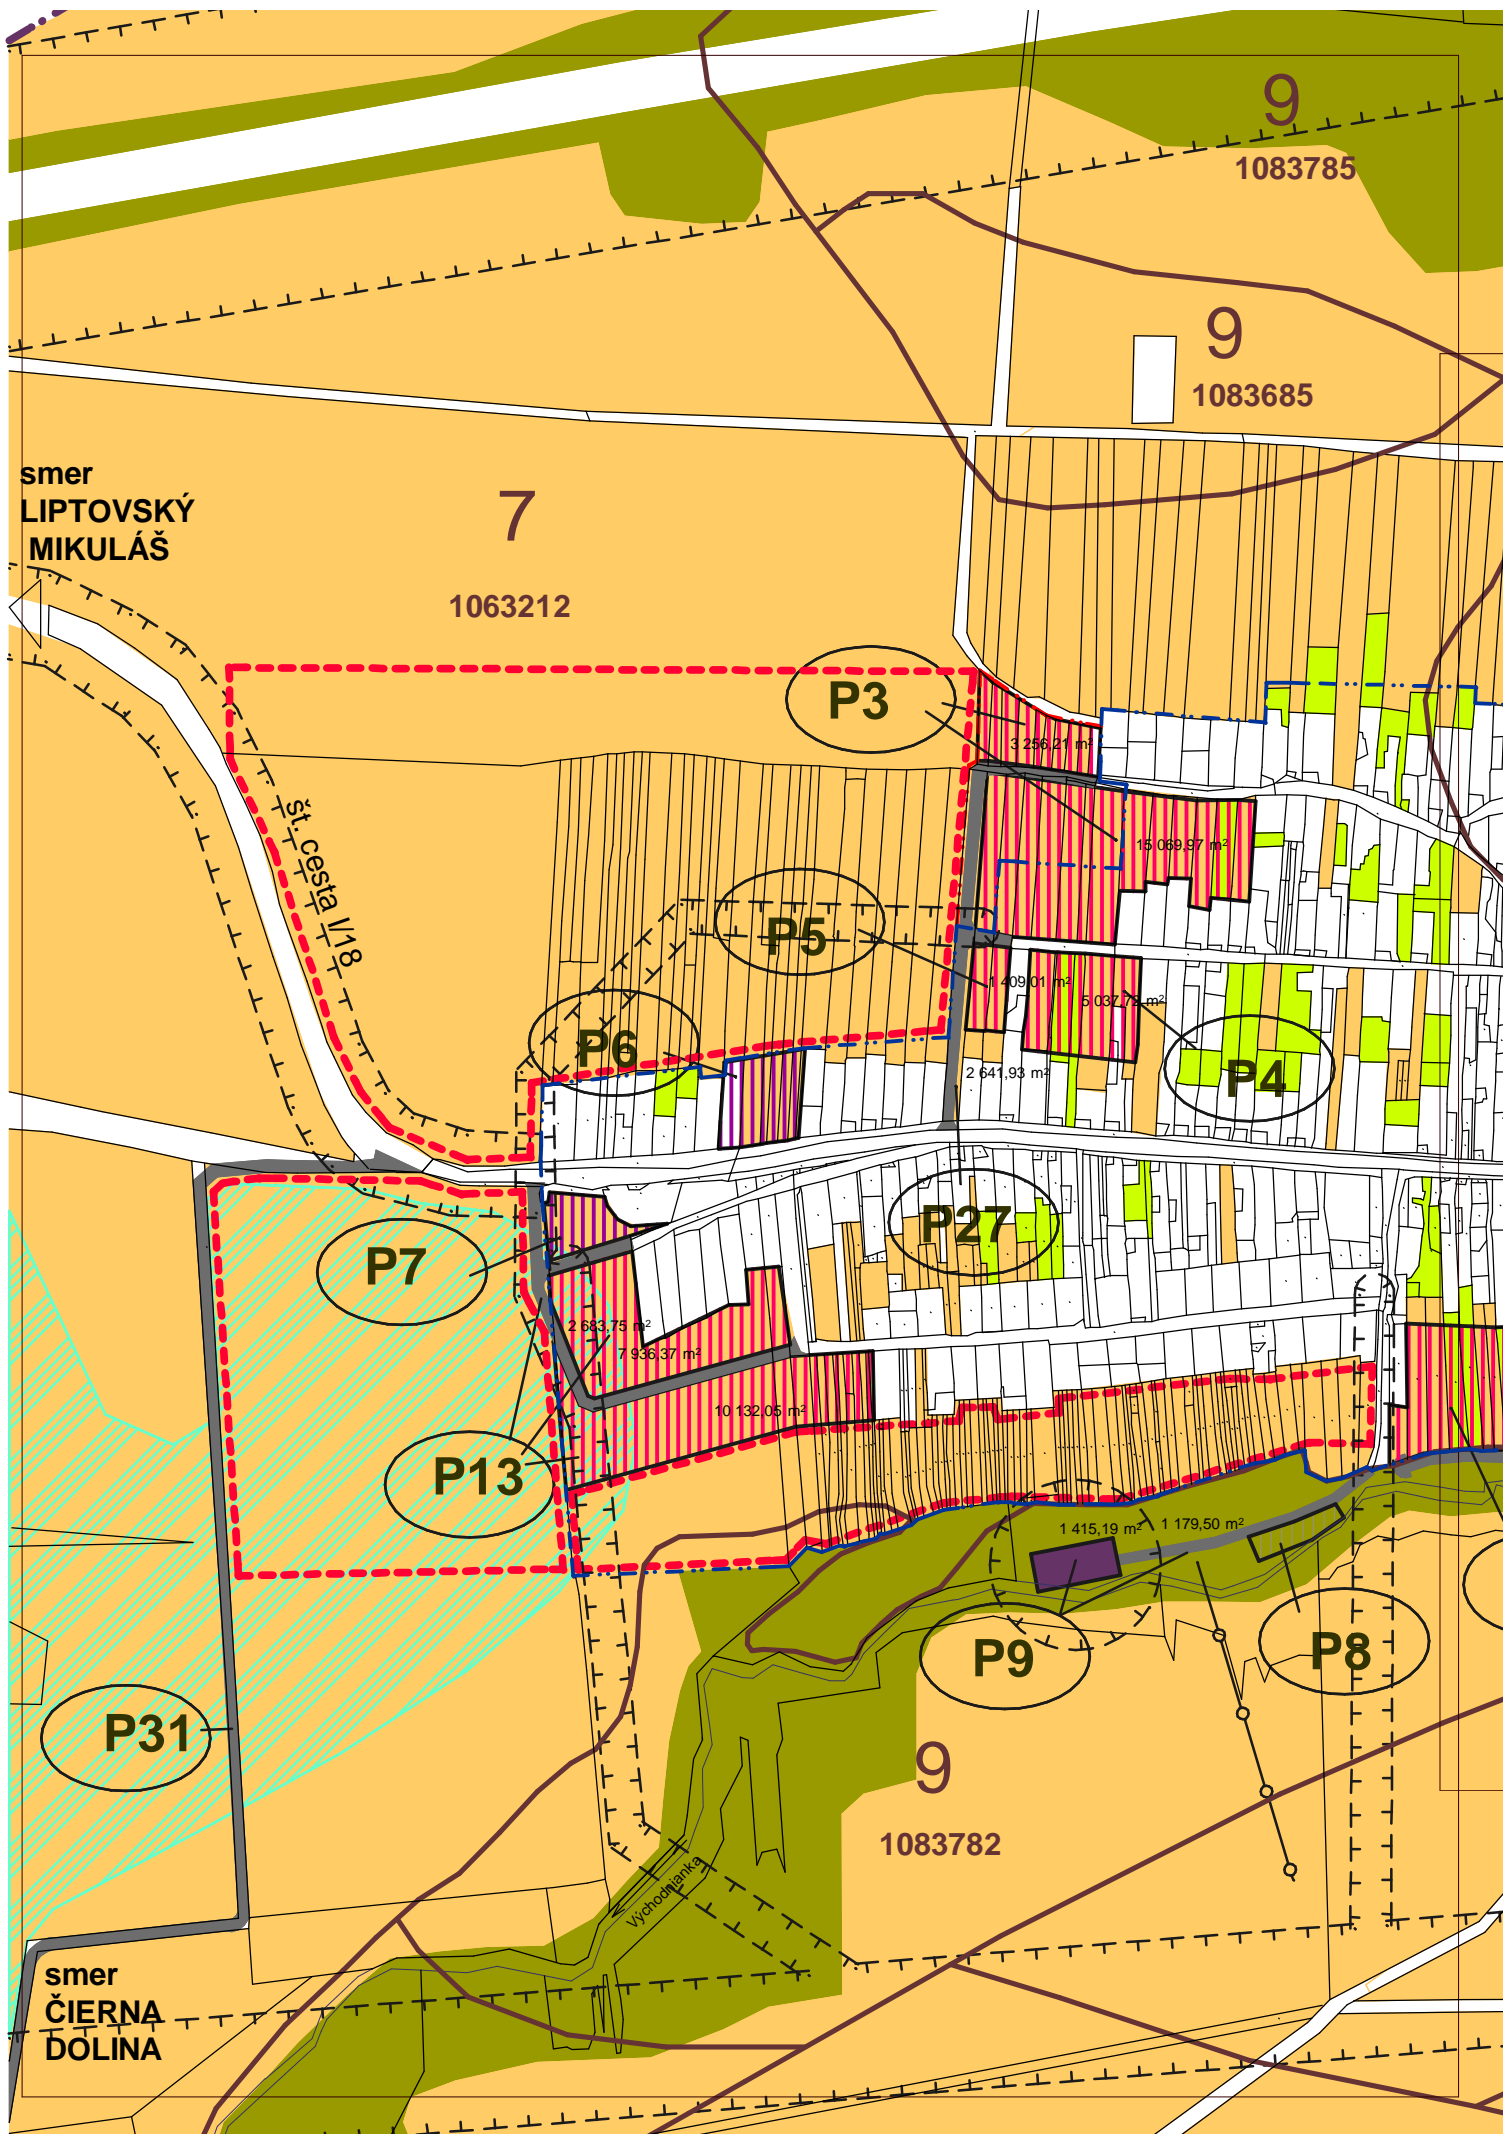 9
1083785
9
1083685
smer
LIPTOVSKÝ
MIKULÁŠ
7
1063212
P3
3 256,21 m²
št. cesta I/18
15 069,97 m²
P5
1 409,01 m²
5 037,72 m²
P6
2 641,93 m²
P4
P27
P7
2 683,75 m²
7 936,37 m²
10 132,05 m²
P13
1 415,19 m²
1 179,50 m²
P9
P8
P31
9
1083782
Východnianka
smer
ČIERNA
DOLINA